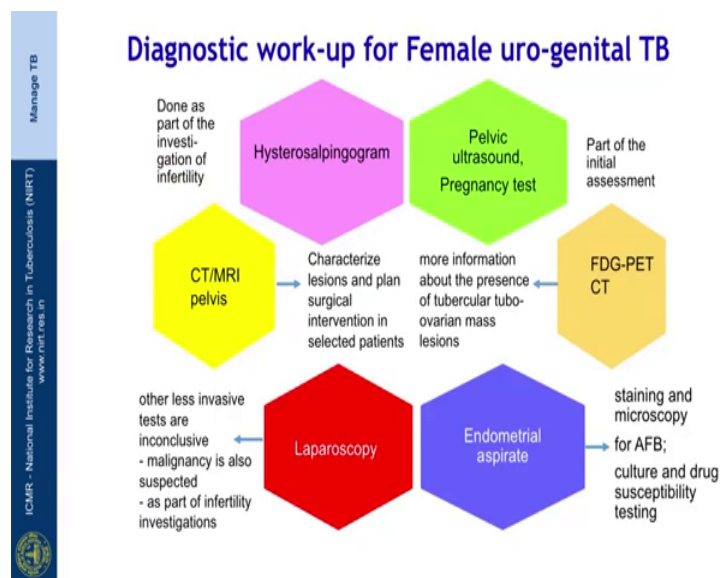 Diagnostic work-up for Female uro-genital TB
Manage TB
ICMR - National Institute for Research in Tuberculosis (NIRT)
www.nirt.res.in
Done as
part of the
investi-
gation of
infertility
Hysterosalpingogram
Pelvic
ultrasound,
Pregnancy test
Part of the
initial
assessment
CT/MRI
pelvis
Characterize
lesions and plan
surgical
intervention in
selected patients
more information
about the presence
of tubercular tubo-
ovarian mass
lesions
FDG-PET
CT
other less invasive
tests are
inconclusive
- malignancy is also
suspected
- as part of infertility
investigations
Laparoscopy
Endometrial
aspirate
staining and
microscopy
for AFB;
culture and drug
susceptibility
testing